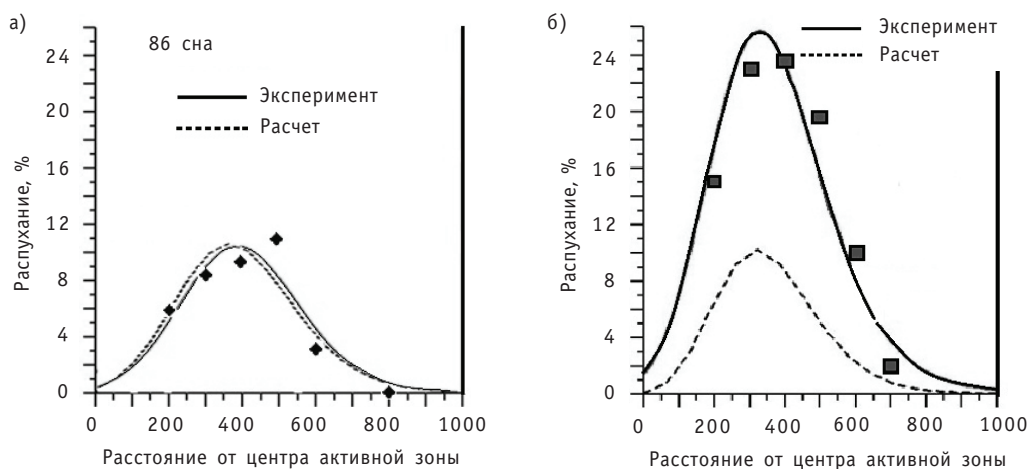 а)
86 сна
Эксперимент
Расчет
Распухание, %
24
20
16
12
8
4
0
0 200 400 600 800 1000
Расстояние от центра активной зоны
б)
Эксперимент
Расчет
Распухание, %
24
20
16
12
8
4
0
0 200 400 600 800 1000
Расстояние от центра активной зоны